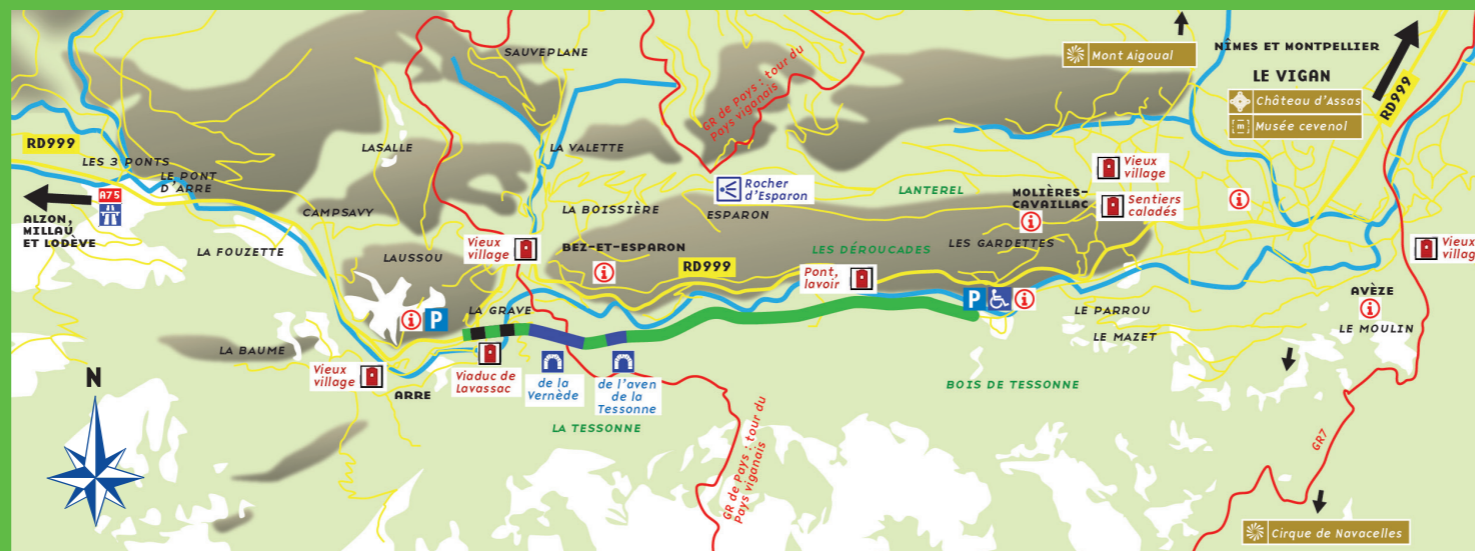 SAUVEPLANE
GR de Pays : tour du
Pays viganais
Mont Aigoual
NÎMES ET MONTPELLIER
LE VIGAN
Château d'Assas
Musée cevenol
RD999
RD999
LES 3 PONTS
LE PONT
D'ARRE
A75
ALZON,
MILLAU
ET LODÈVE
LASALLE
LA VALETTE
Rocher
d'Esparon
LANTEREL
MOLIÈRES-
CAVAILLAC
Vieux
village
Sentiers
caladés
CAMPSAVY
LA BOISSIÈRE
ESPARON
LA FOUZETTE
LAUSSOU
Vieux
village
BEZ-ET-ESPARON
RD999
LES DÉROUCADES
LES GARDETTES
Vieux
villag
Pont,
lavoir
P
P
AVÈZE
LE MOULIN
LA GRAVE
LE PARROU
LE MAZET
LA BAUME
Vieux
village
ARRE
Viaduc de
Lavassac
de la
Vernède
de l'aven
de la
Tessonne
BOIS DE TESSONNE
LA TESSONNE
N
GR de Pays : tour du
Pays viganais
GR7
Cirque de Navacelles